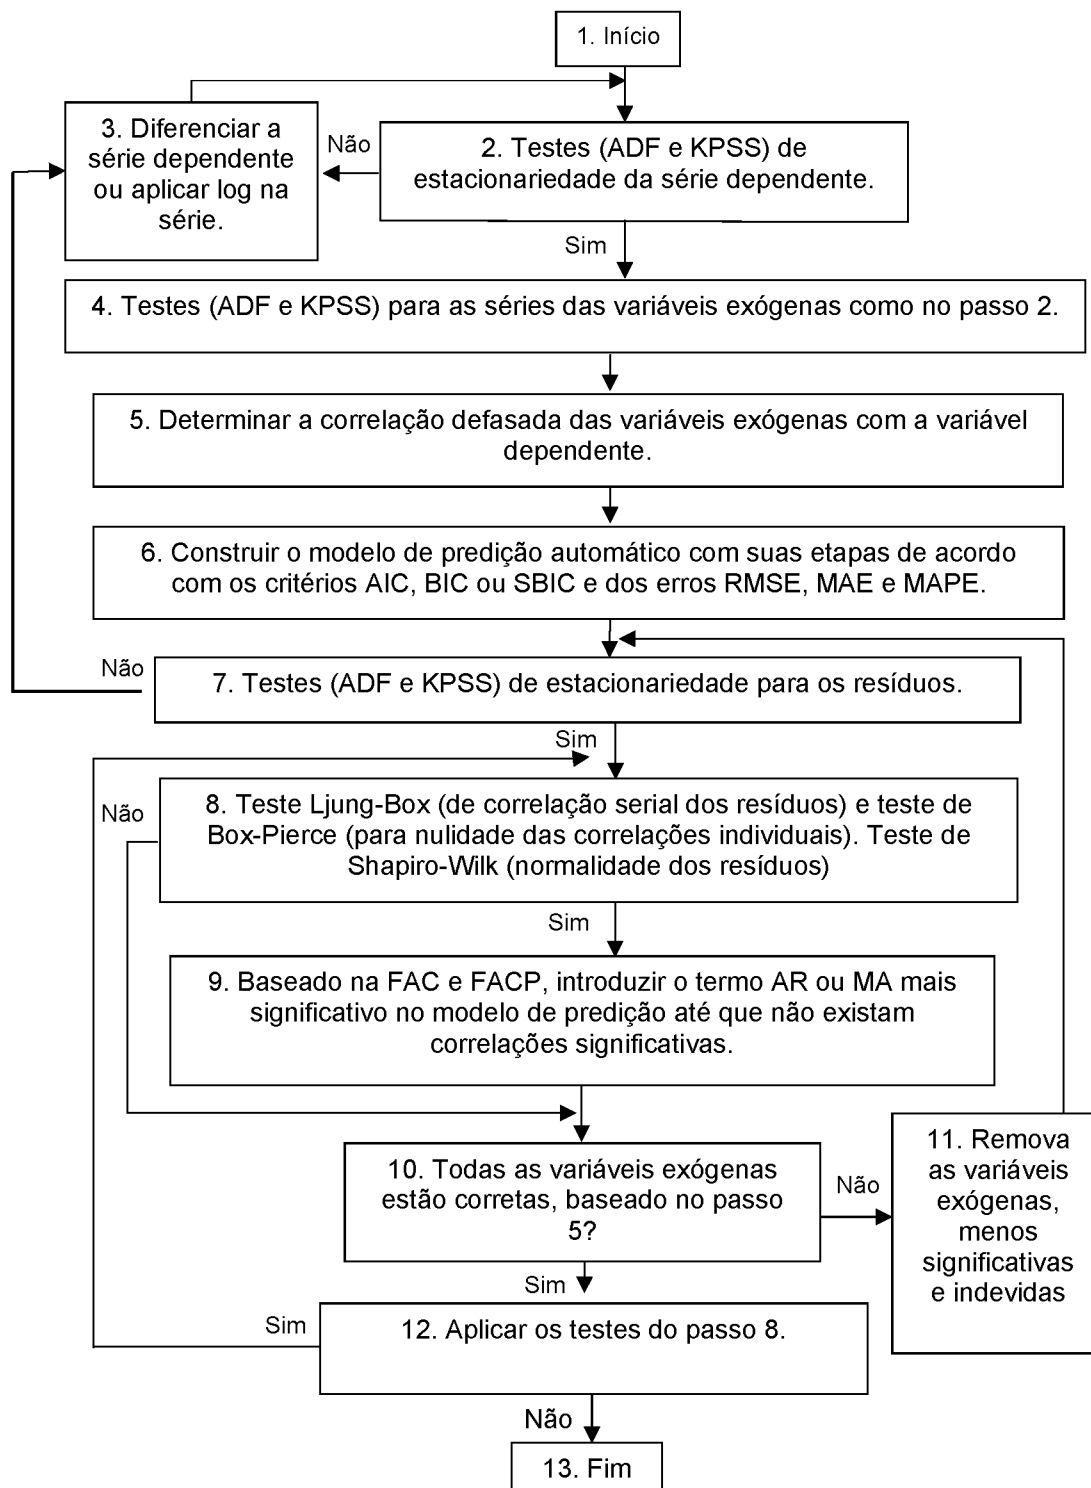 1. Início
3. Diferenciar a
série dependente
ou aplicar log na
série.
Não
2. Testes (ADF e KPSS) de
estacionariedade da série dependente.
Sim
4. Testes (ADF e KPSS) para as séries das variáveis exógenas como no passo 2.
5. Determinar a correlação defasada das variáveis exógenas com a variável
dependente.
6. Construir o modelo de predição automático com suas etapas de acordo
com os critérios AIC, BIC ou SBIC e dos erros RMSE, MAE e MAPE.
Não
7. Testes (ADF e KPSS) de estacionariedade para os resíduos.
Sim
Não
8. Teste Ljung-Box (de correlação serial dos resíduos) e teste de
Box-Pierce (para nulidade das correlações individuais). Teste de
Shapiro-Wilk (normalidade dos resíduos)
Sim
9. Baseado na FAC e FACP, introduzir o termo AR ou MA mais
significativo no modelo de predição até que não existam
correlações significativas.
10. Todas as variáveis exógenas
estão corretas, baseado no passo
5?
Não
11. Remova
as variáveis
exógenas,
menos
significativas
e indevidas
Sim
Sim
12. Aplicar os testes do passo 8.
Não
13. Fim